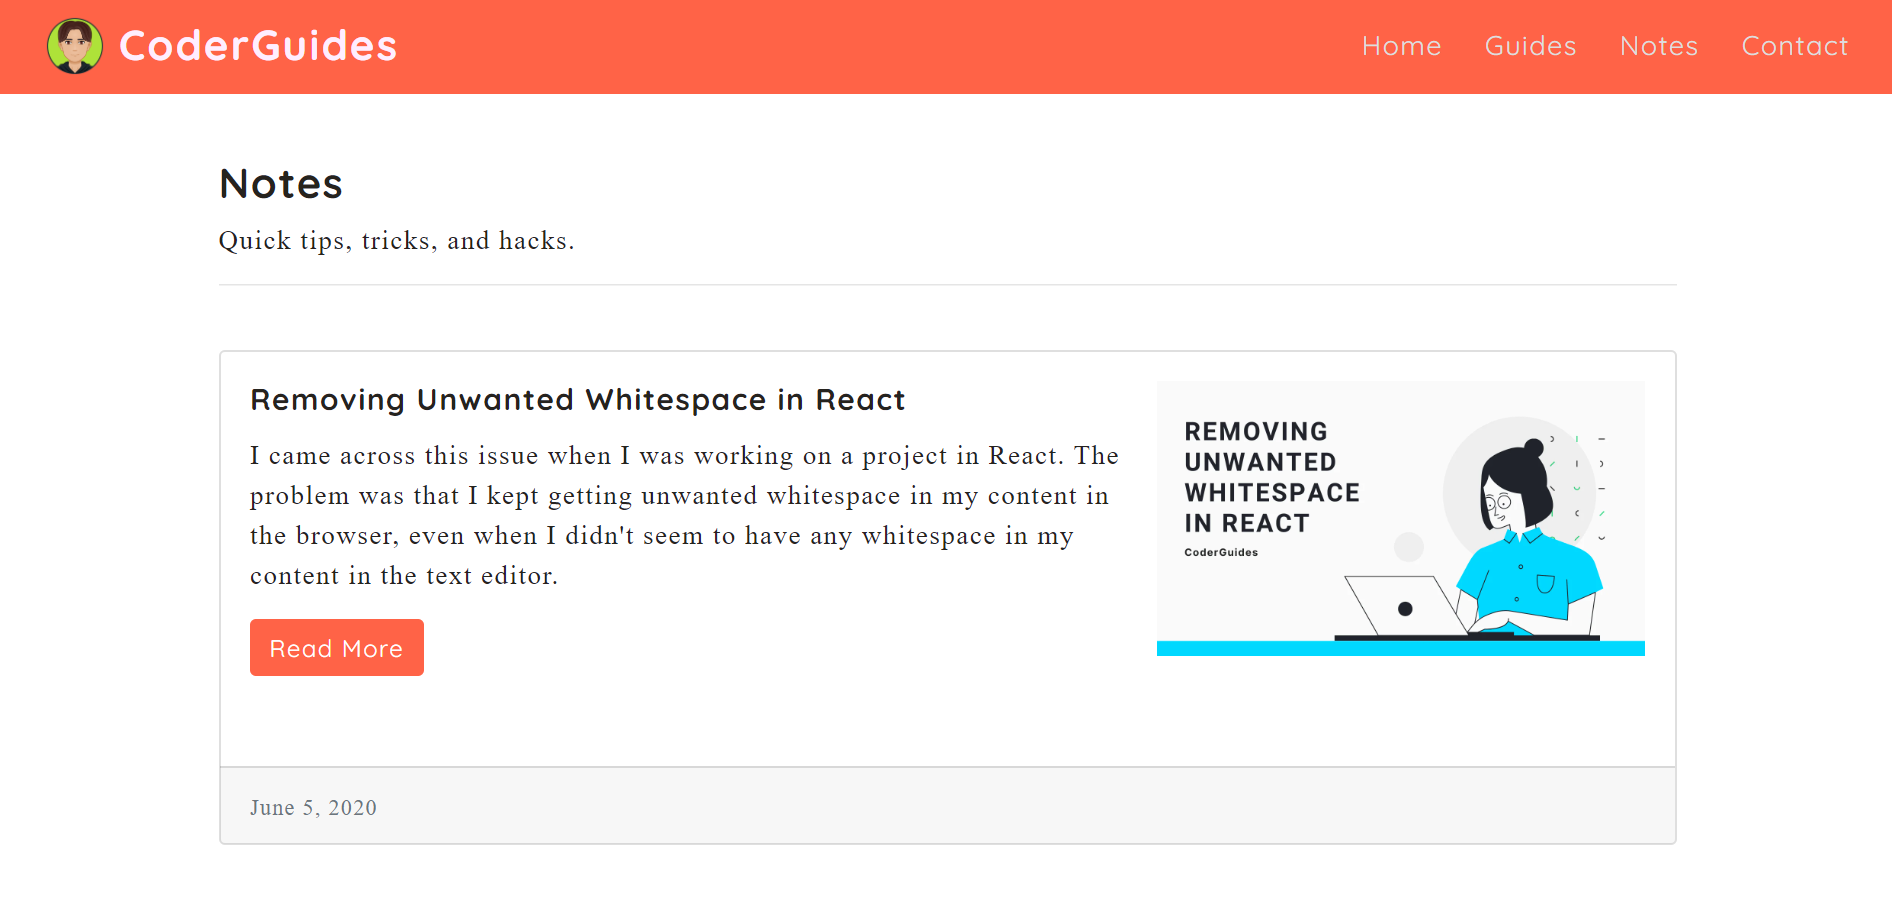 CoderGuides
Home Guides Notes Contact
Notes
Quick tips, tricks, and hacks.
Removing Unwanted Whitespace in React
I came across this issue when I was working on a project in React. The
problem was that I kept getting unwanted whitespace in my content in
the browser, even when I didn't seem to have any whitespace in my
content in the text editor.
Read More
REMOVING
UNWANTED
WHITESPACE
IN REACT
CoderGuides
June 5, 2020